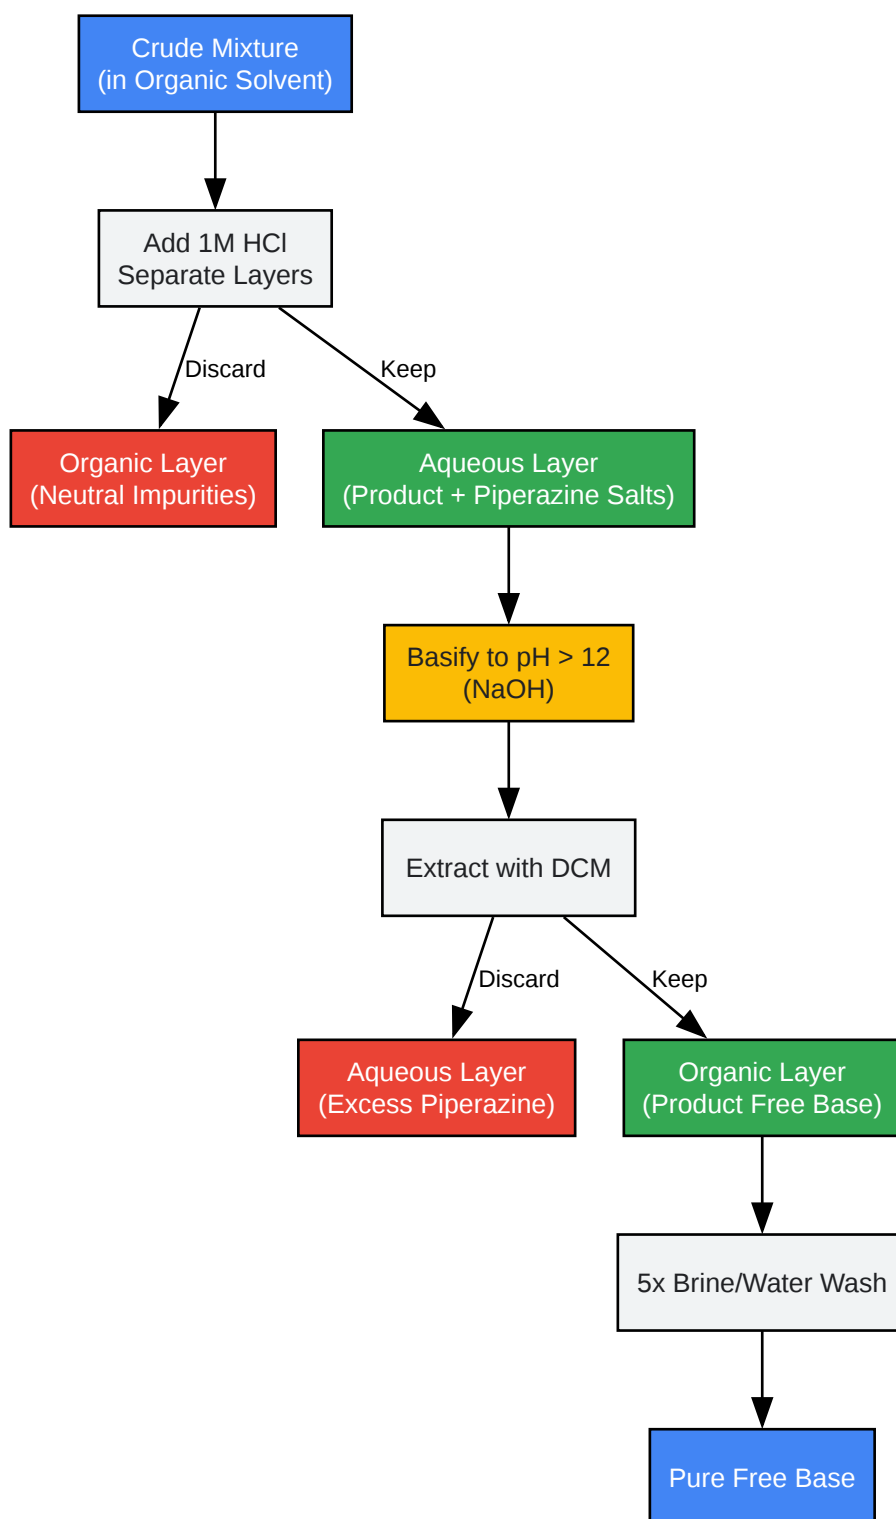 Crude Mixture
(in Organic Solvent)
Add 1M HCl
Separate Layers
Discard
Keep
Organic Layer
(Neutral Impurities)
Aqueous Layer
(Product + Piperazine Salts)
Basify to pH > 12
(NaOH)
Extract with DCM
Discard
Keep
Aqueous Layer
(Excess Piperazine)
Organic Layer
(Product Free Base)
5x Brine/Water Wash
Pure Free Base